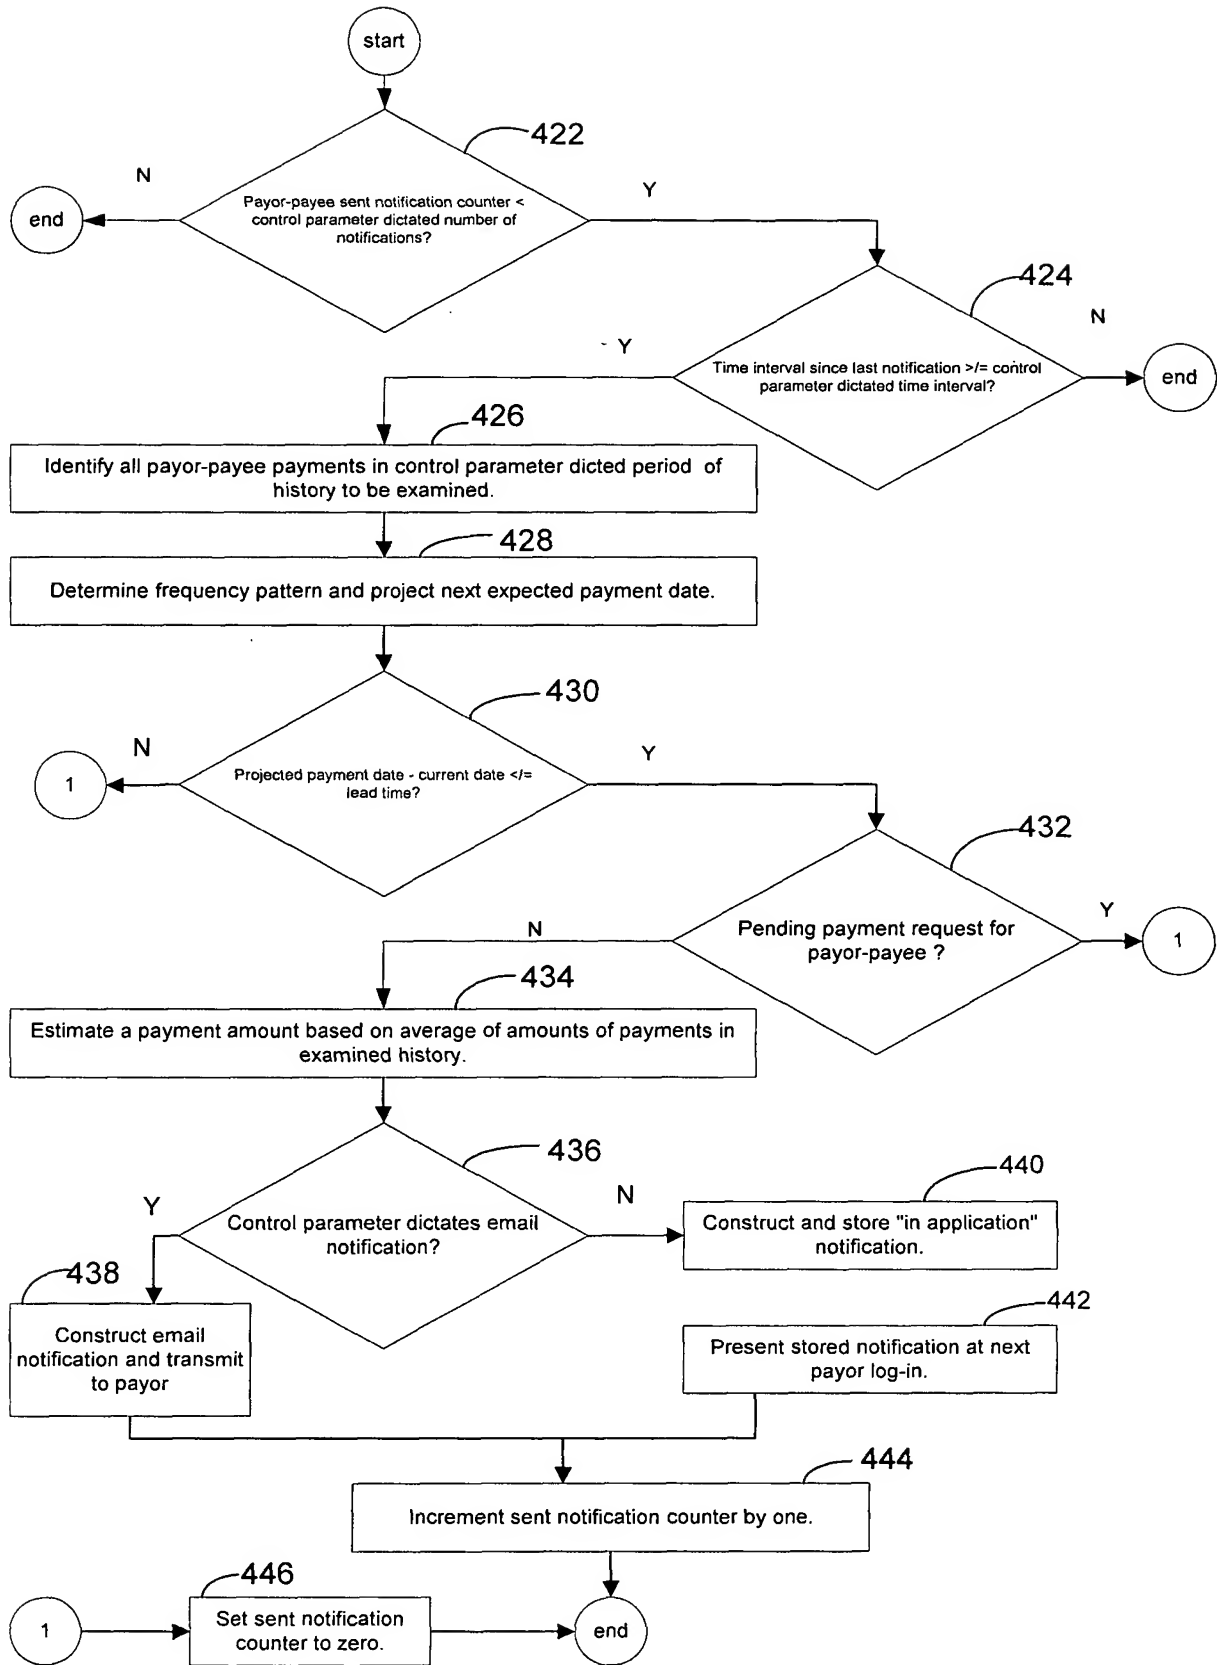 start
422
N
Y
Payor-payee sent notification counter <
control parameter dictated number of
notifications?
end
424
N
Y
Time interval since last notification >/= control
parameter dictated time interval?
end
426
Identify all payor-payee payments in control parameter dicted period of
history to be examined.
428
Determine frequency pattern and project next expected payment date.
430
N
Y
Projected payment date - current date </=
lead time?
1
432
Y
N
Pending payment request for
payor-payee ?
1
434
Estimate a payment amount based on average of amounts of payments in
examined history.
436
Y
N
Control parameter dictates email
notification?
440
Construct and store "in application"
notification.
438
Construct email
notification and transmit
to payor
442
Present stored notification at next
payor log-in.
444
Increment sent notification counter by one.
446
1
Set sent notification
counter to zero.
end